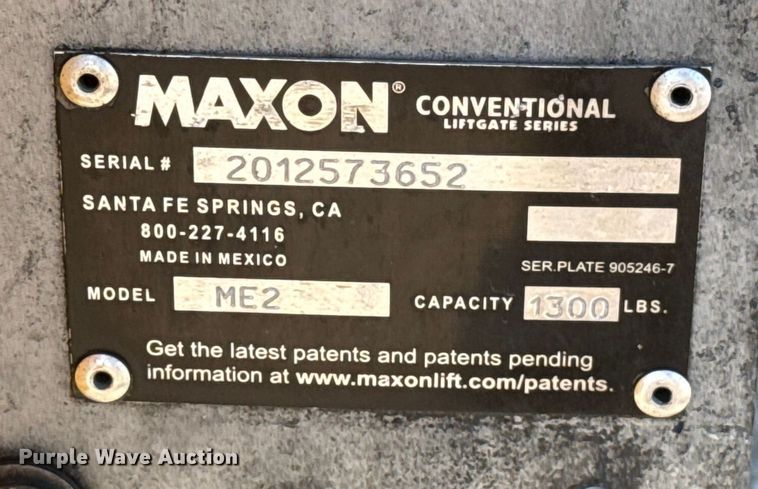 MAXON® CONVENTIONAL
LIFTGATE SERIES
SERIAL # 2012573652
SANTA FE SPRINGS, CA
800-227-4116
MADE IN MEXICO
SER.PLATE 905246-7
MODEL ME2 CAPACITY 1300 LBS.
Get the latest patents and patents pending
information at www.maxonlift.com/patents.
Purple Wave Auction